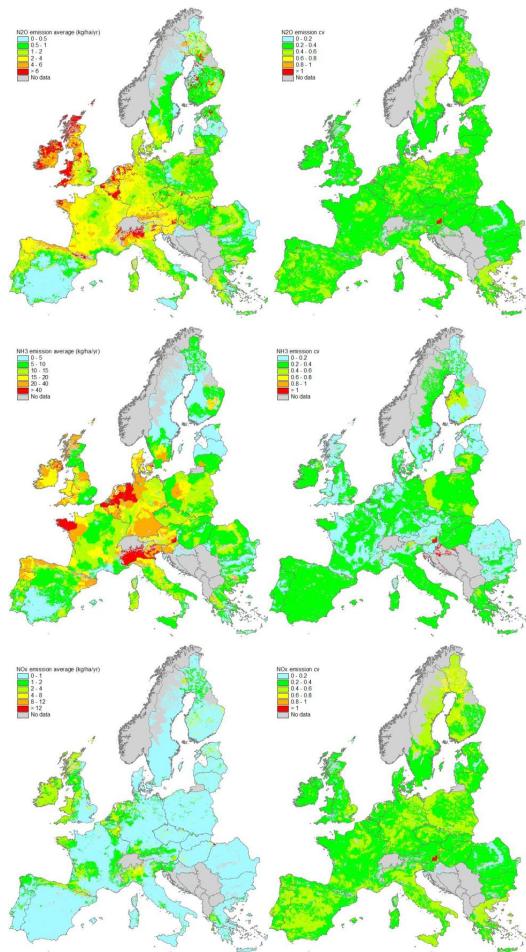 N2O emission average (kg/ha/yr)
0 - 0.5
0.5 - 1
1 - 2
2 - 4
4 - 6
> 6
No data
N2O emission cv
0 - 0.2
0.2 - 0.4
0.4 - 0.6
0.6 - 0.8
0.8 - 1
> 1
No data
NH3 emission average (kg/ha/yr)
0 - 5
5 - 10
10 - 15
15 - 20
20 - 40
> 40
No data
NH3 emission cv
0 - 0.2
0.2 - 0.4
0.4 - 0.6
0.6 - 0.8
0.8 - 1
> 1
No data
NOx emission average (kg/ha/yr)
0 - 1
1 - 2
2 - 4
4 - 8
8 - 12
> 12
No data
NOx emission cv
0 - 0.2
0.2 - 0.4
0.4 - 0.6
0.6 - 0.8
0.8 - 1
> 1
No data